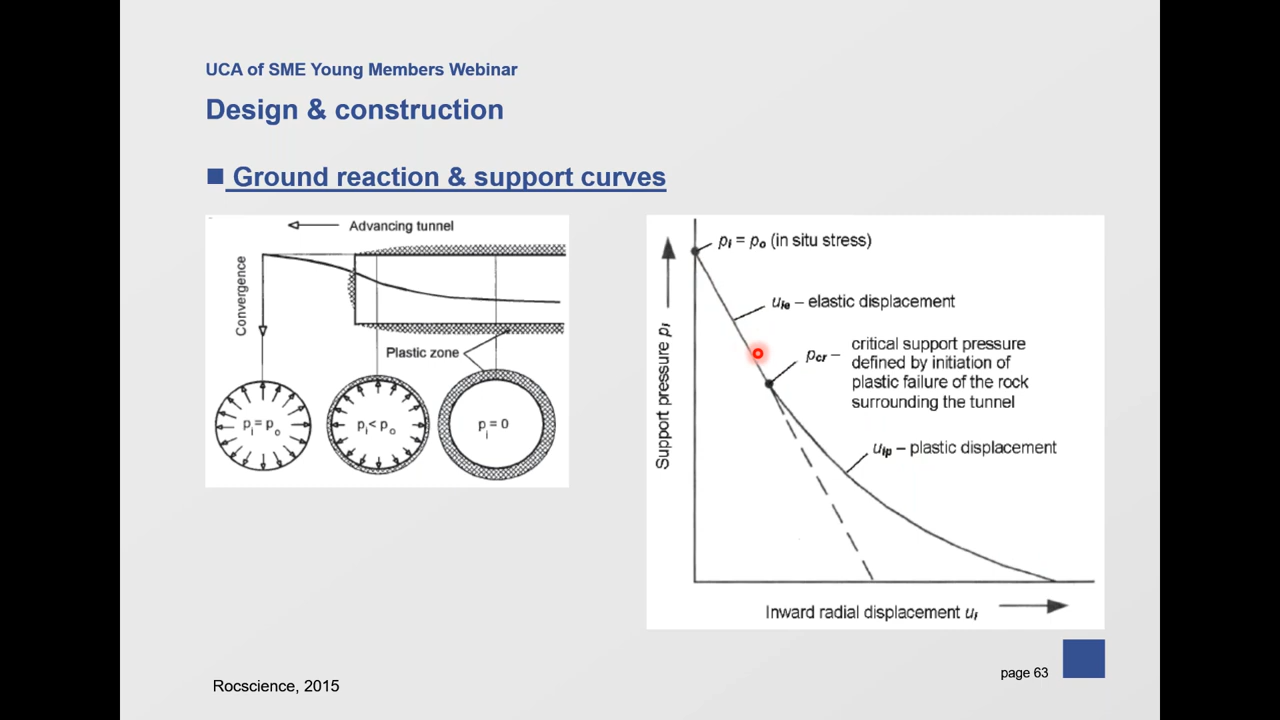 UCA of SME Young Members Webinar
Design & construction
Ground reaction & support curves
Advancing tunnel
Convergence
Plastic zone
pi = po
pi < po
pi = 0
pi = po (in situ stress)
uie – elastic displacement
pcr – critical support pressure
defined by initiation of
plastic failure of the rock
surrounding the tunnel
uip – plastic displacement
Support pressure pi
Inward radial displacement ui
Rocscience, 2015
page 63